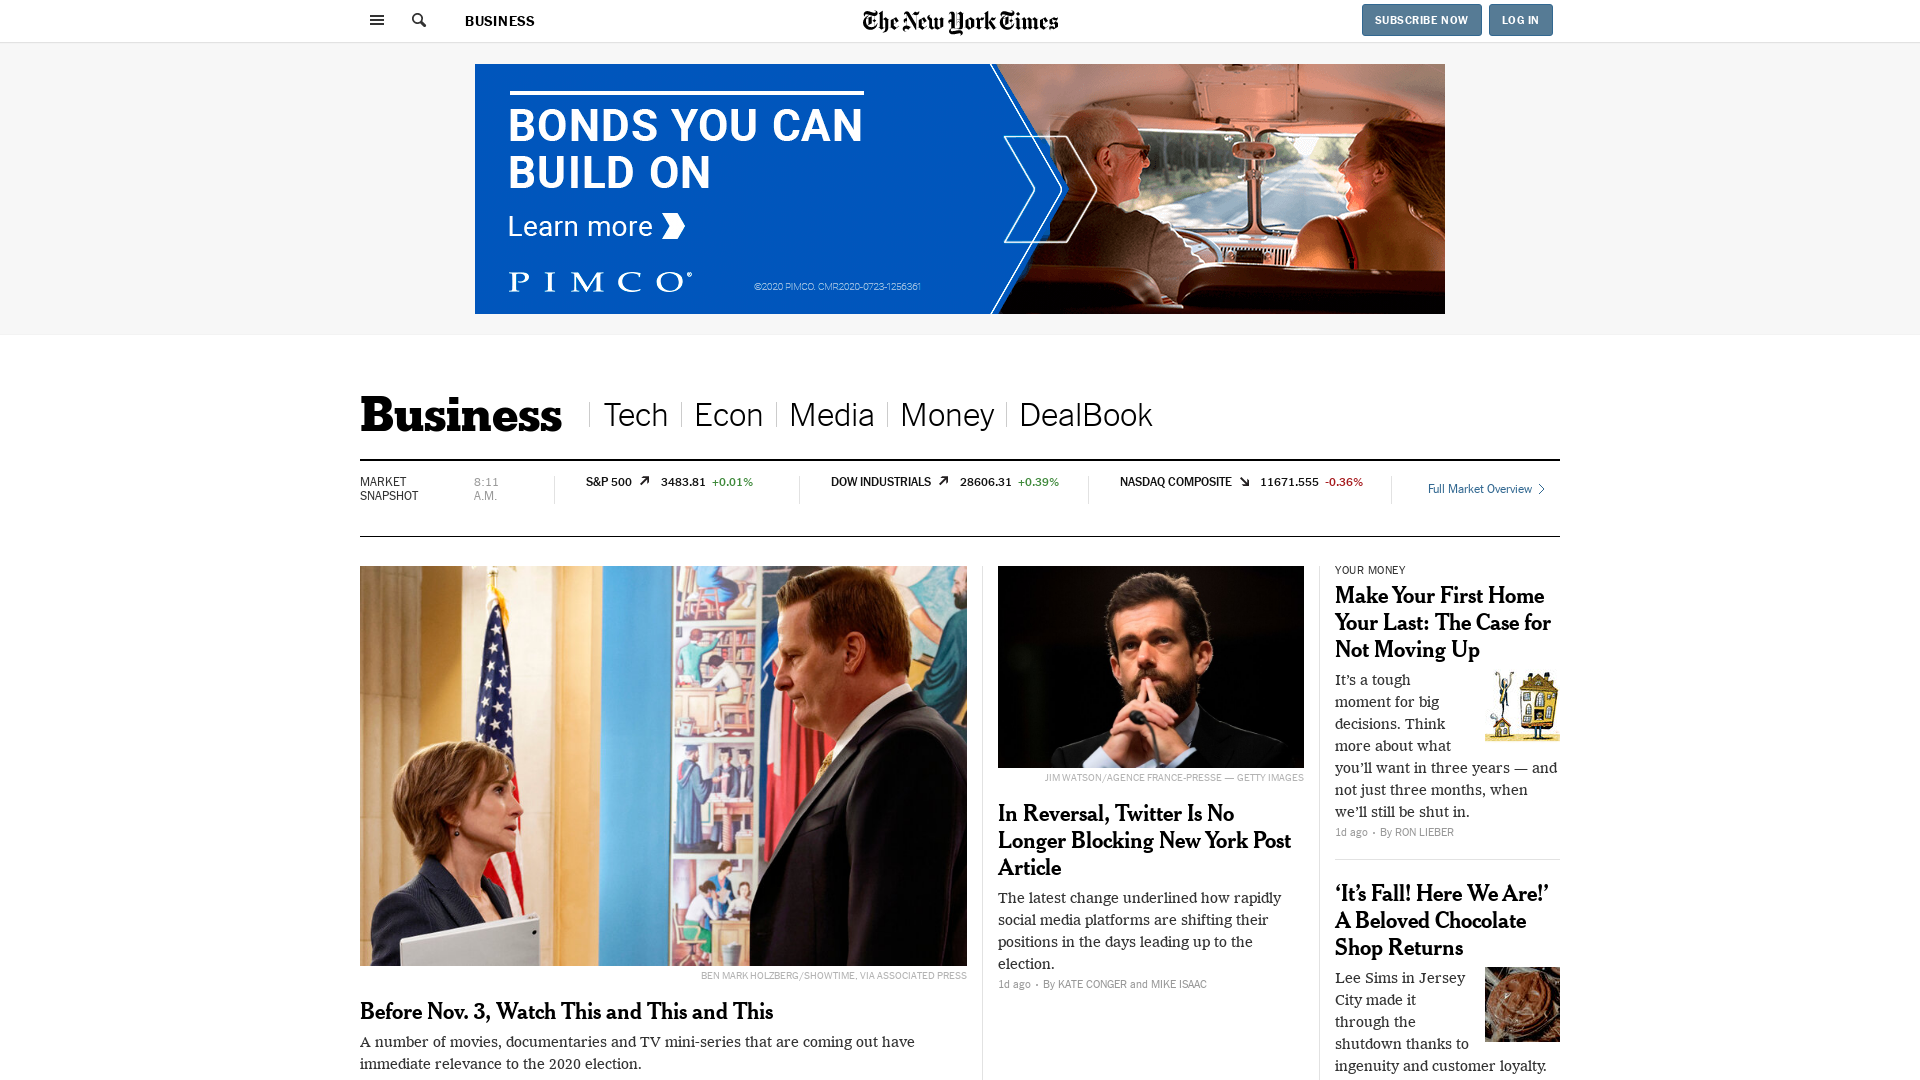 BUSINESS
The New York Times
SUBSCRIBE NOW
LOG IN
BONDS YOU CAN
BUILD ON
Learn more
PIMCO®
©2020 PIMCO. CMR2020-0723-1256361
Business
Tech
Econ
Media
Money
DealBook
MARKET
SNAPSHOT
8:11
A.M.
S&P 500 3483.81 +0.01%
DOW INDUSTRIALS 28606.31 +0.39%
NASDAQ COMPOSITE 11671.555 -0.36%
Full Market Overview
BEN MARK HOLZBERG/SHOWTIME, VIA ASSOCIATED PRESS
Before Nov. 3, Watch This and This and This
A number of movies, documentaries and TV mini-series that are coming out have
immediate relevance to the 2020 election.
JIM WATSON/AGENCE FRANCE-PRESSE — GETTY IMAGES
In Reversal, Twitter Is No
Longer Blocking New York Post
Article
The latest change underlined how rapidly
social media platforms are shifting their
positions in the days leading up to the
election.
1d ago • By KATE CONGER and MIKE ISAAC
YOUR MONEY
Make Your First Home
Your Last: The Case for
Not Moving Up
It’s a tough
moment for big
decisions. Think
more about what
you’ll want in three years — and
not just three months, when
we’ll still be shut in.
1d ago • By RON LIEBER
‘It’s Fall! Here We Are!’
A Beloved Chocolate
Shop Returns
Lee Sims in Jersey
City made it
through the
shutdown thanks to
ingenuity and customer loyalty.